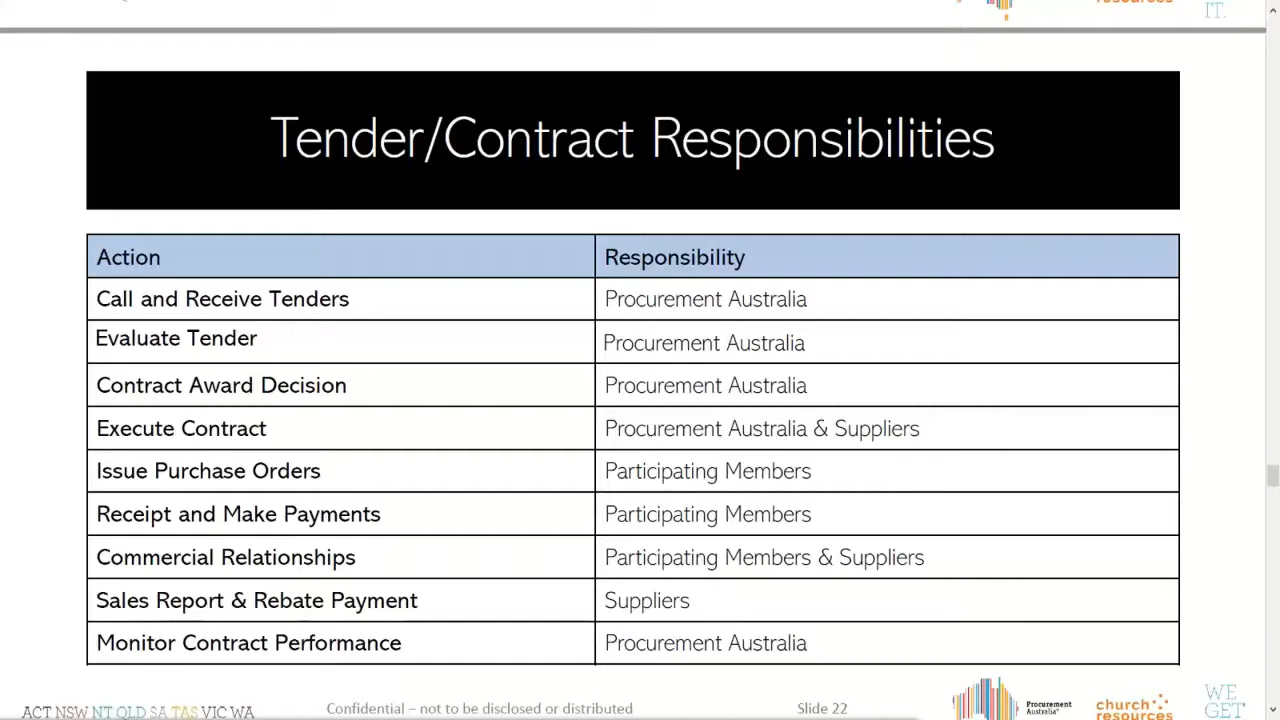 resources
IT.
Tender/Contract Responsibilities
Action Responsibility
Call and Receive Tenders Procurement Australia
Evaluate Tender Procurement Australia
Contract Award Decision Procurement Australia
Execute Contract Procurement Australia & Suppliers
Issue Purchase Orders Participating Members
Receipt and Make Payments Participating Members
Commercial Relationships Participating Members & Suppliers
Sales Report & Rebate Payment Suppliers
Monitor Contract Performance Procurement Australia
ACT NSW NT QLD SA TAS VIC WA
Confidential – not to be disclosed or distributed
Slide 22
Procurement
Australia®
church
resources
WE
GET